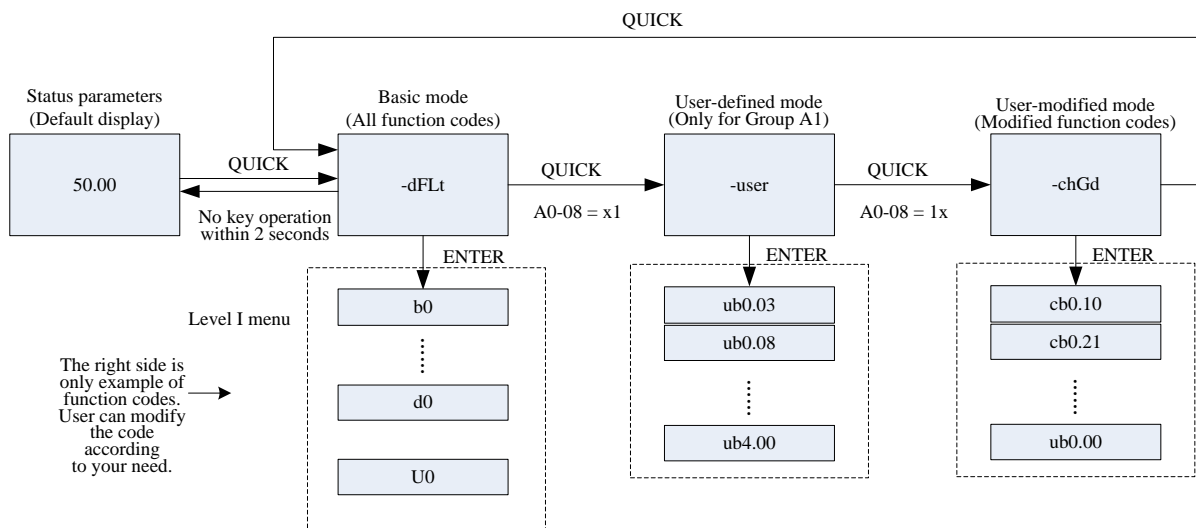 QUICK
Status parameters
(Default display)
50.00
QUICK
No key operation
within 2 seconds
Basic mode
(All function codes)
-dFLt
QUICK
A0-08 = x1
User-defined mode
(Only for Group A1)
-user
QUICK
A0-08 = 1x
User-modified mode
(Modified function codes)
-chGd
ENTER
ENTER
ENTER
Level I menu
The right side is
only example of
function codes.
User can modify
the code
according
to your need.
b0
d0
U0
ub0.03
ub0.08
ub4.00
cb0.10
cb0.21
ub0.00